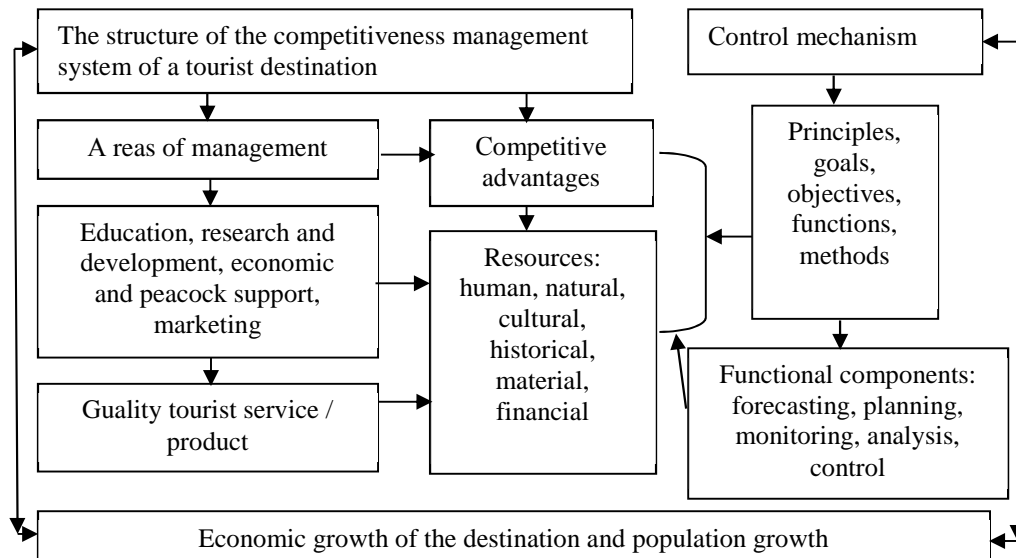 The structure of the competitiveness management
system of a tourist destination
Control mechanism
A reas of management
Competitive
advantages
Principles,
goals,
objectives,
functions,
methods
Education, research and
development, economic
and peacock support,
marketing
Resources:
human, natural,
cultural,
historical,
material,
financial
Guality tourist service /
product
Functional components:
forecasting, planning,
monitoring, analysis,
control
Economic growth of the destination and population growth